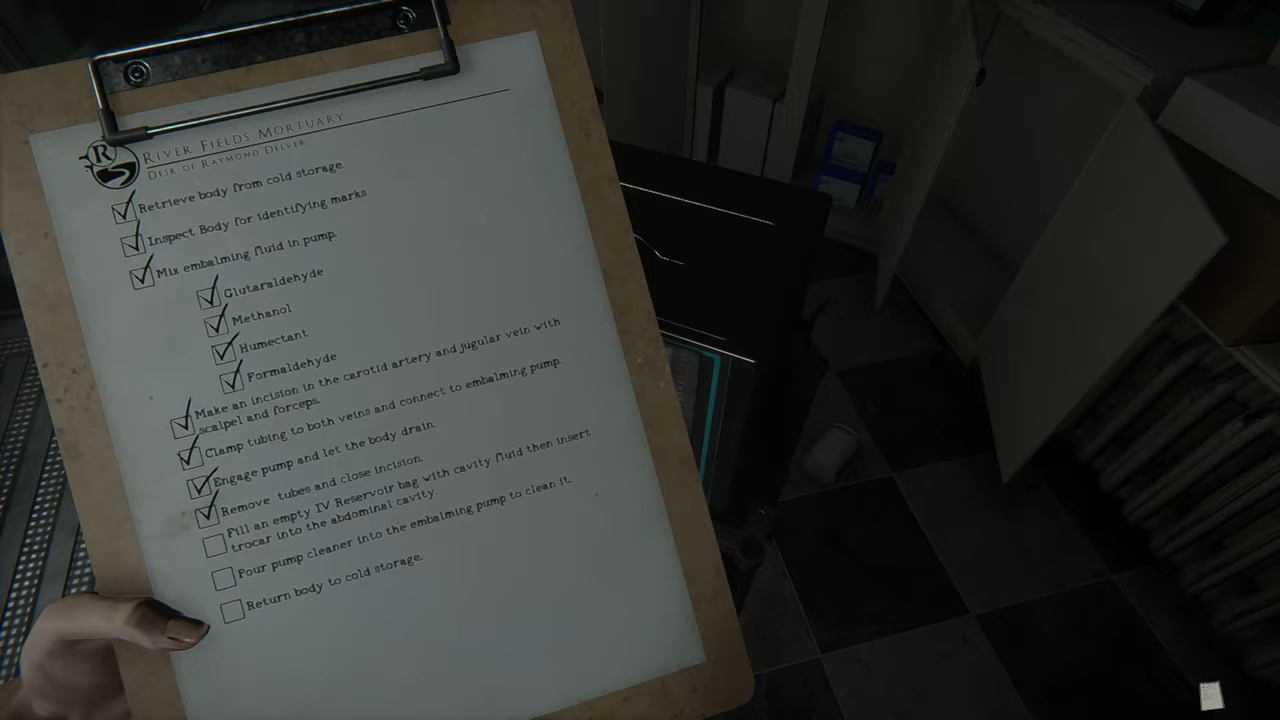 RIVER FIELDS MORTUARY
DESK OF RAYMOND DELVER
Retrieve body from cold storage.
Inspect Body for identifying marks
Mix embalming fluid in pump.
Glutaraldehyde
Methanol
Humectant
Formaldehyde
Make an incision in the carotid artery and jugular vein with
scalpel and forceps.
Clamp tubing to both veins and connect to embalming pump.
Engage pump and let the body drain.
Remove tubes and close incision.
Fill an empty IV Reservoir bag with cavity fluid then insert
trocar into the abdominal cavity.
Pour pump cleaner into the embalming pump to clean it.
Return body to cold storage.